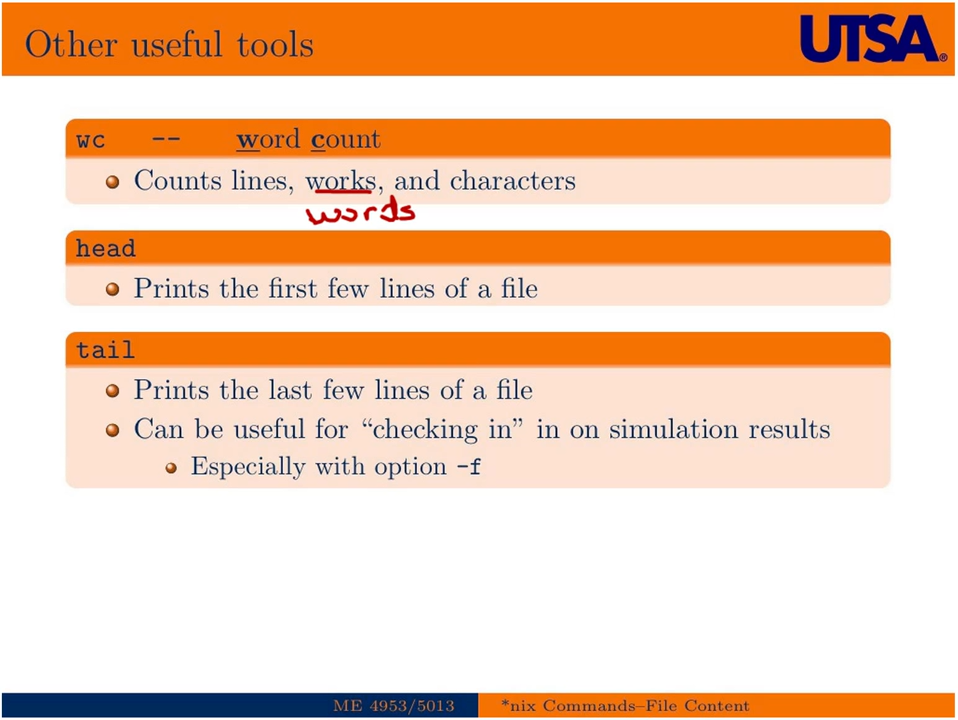 Other useful tools
UTSA®
wc -- word count
Counts lines, works, and characters
words
head
Prints the first few lines of a file
tail
Prints the last few lines of a file
Can be useful for “checking in” in on simulation results
Especially with option -f
ME 4953/5013 *nix Commands–File Content